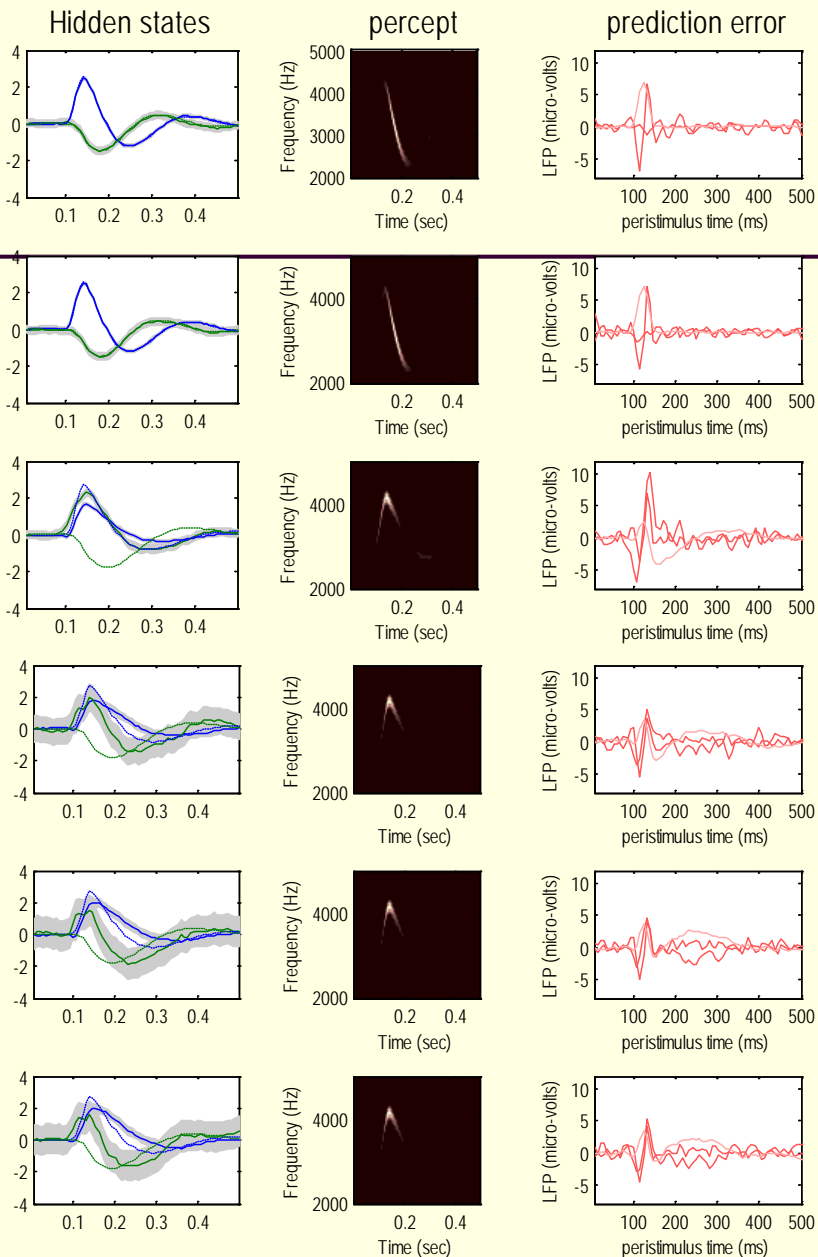 Hidden states percept prediction error
4
2
0
-2
-4
0.1 0.2 0.3 0.4
Frequency (Hz)
5000
4000
3000
2000
0.2 0.4
Time (sec)
LFP (micro-volts)
10
5
0
-5
100 200 300 400 500
peristimulus time (ms)
4
2
0
-2
-4
0.1 0.2 0.3 0.4
Frequency (Hz)
4000
2000
0.2 0.4
Time (sec)
LFP (micro-volts)
10
5
0
-5
100 200 300 400 500
peristimulus time (ms)
4
2
0
-2
-4
0.1 0.2 0.3 0.4
Frequency (Hz)
4000
2000
0.2 0.4
Time (sec)
LFP (micro-volts)
10
5
0
-5
100 200 300 400 500
peristimulus time (ms)
4
2
0
-2
-4
0.1 0.2 0.3 0.4
Frequency (Hz)
4000
2000
0.2 0.4
Time (sec)
LFP (micro-volts)
10
5
0
-5
100 200 300 400 500
peristimulus time (ms)
4
2
0
-2
-4
0.1 0.2 0.3 0.4
Frequency (Hz)
4000
2000
0.2 0.4
Time (sec)
LFP (micro-volts)
10
5
0
-5
100 200 300 400 500
peristimulus time (ms)
4
2
0
-2
-4
0.1 0.2 0.3 0.4
Frequency (Hz)
4000
2000
0.2 0.4
Time (sec)
LFP (micro-volts)
10
5
0
-5
100 200 300 400 500
peristimulus time (ms)